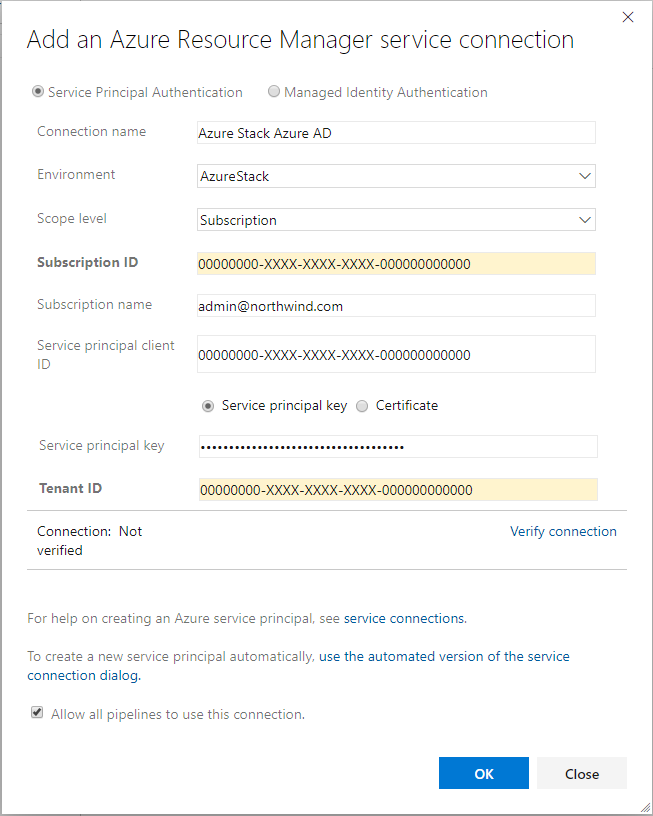 Add an Azure Resource Manager service connection
Service Principal Authentication Managed Identity Authentication
Connection name Azure Stack Azure AD
Environment AzureStack
Scope level Subscription
Subscription ID 00000000-XXXX-XXXX-XXXX-000000000000
Subscription name admin@northwind.com
Service principal client
ID
00000000-XXXX-XXXX-XXXX-000000000000
Service principal key Certificate
Service principal key ••••••••••••••••••••••••••••••••••••
Tenant ID 00000000-XXXX-XXXX-XXXX-000000000000
Connection: Not
verified
Verify connection
For help on creating an Azure service principal, see service connections.
To create a new service principal automatically, use the automated version of the service
connection dialog.
Allow all pipelines to use this connection.
OK Close